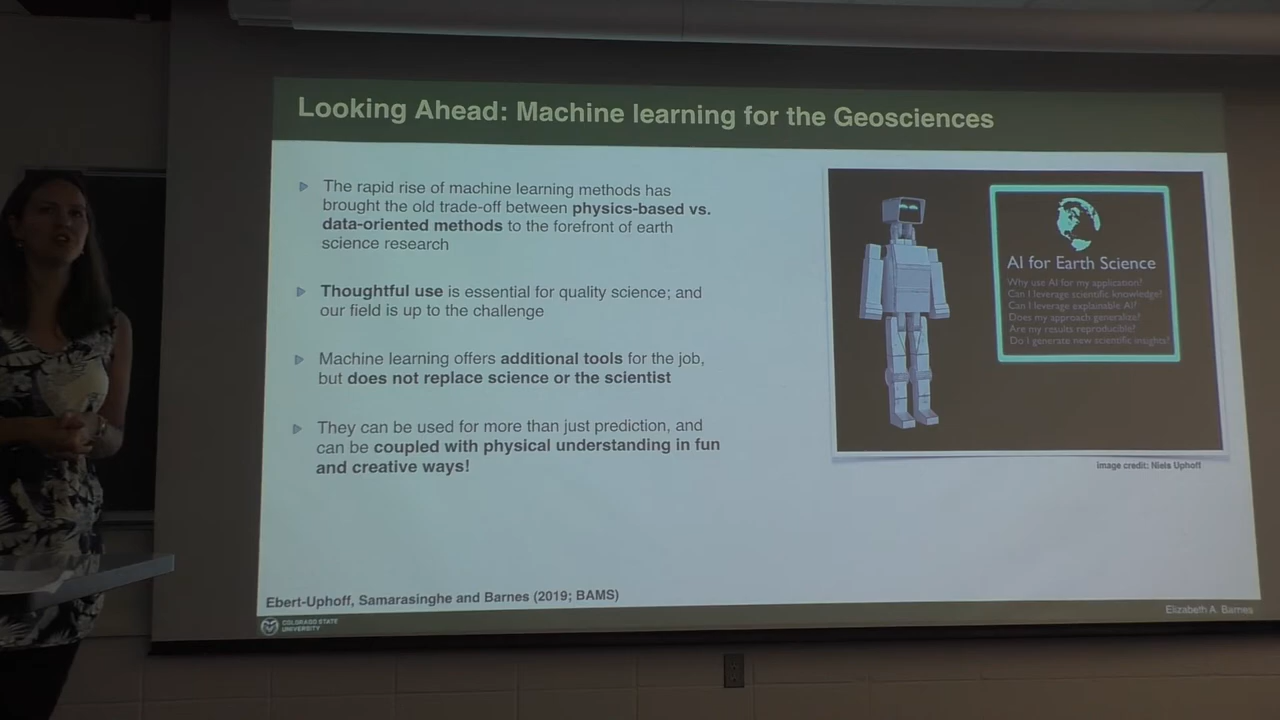 Looking Ahead: Machine learning for the Geosciences
The rapid rise of machine learning methods has
brought the old trade-off between physics-based vs.
data-oriented methods to the forefront of earth
science research
Thoughtful use is essential for quality science; and
our field is up to the challenge
Machine learning offers additional tools for the job,
but does not replace science or the scientist
They can be used for more than just prediction, and
can be coupled with physical understanding in fun
and creative ways!
AI for Earth Science
Why use AI for my application?
Can I leverage scientific knowledge?
Can I leverage explainable AI?
Does my approach generalize?
Are my results reproducible?
Do I generate new scientific insights?
image credit: Niels Uphoff
Ebert-Uphoff, Samarasinghe and Barnes (2019; BAMS)
Elizabeth A. Barnes
COLORADO STATE
UNIVERSITY